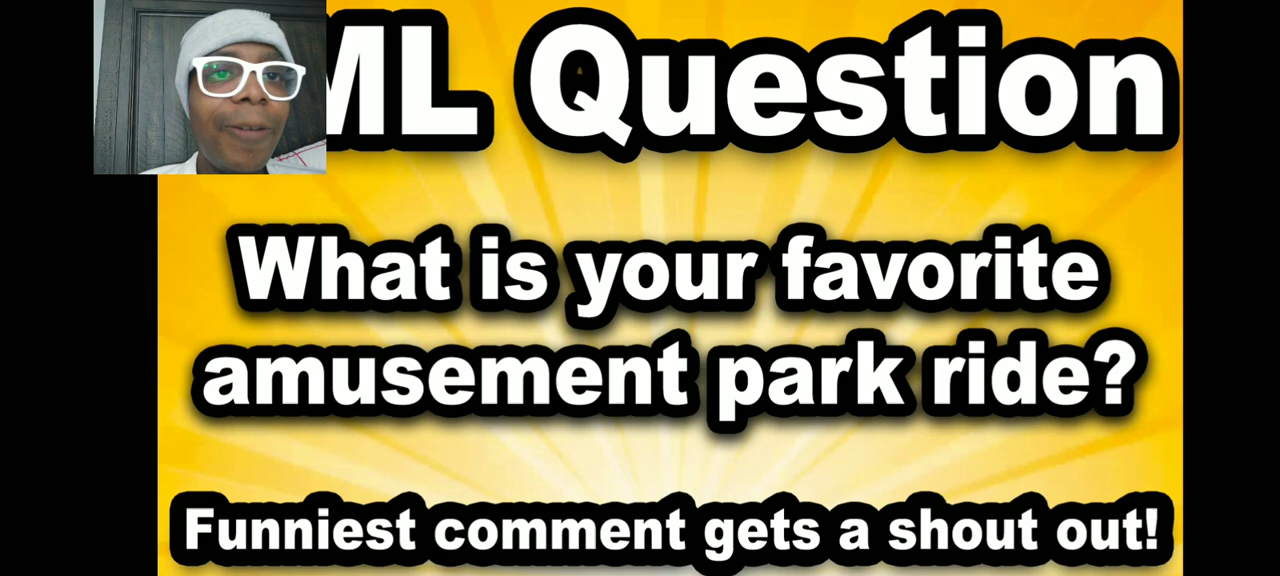 ML Question
What is your favorite
amusement park ride?
Funniest comment gets a shout out!